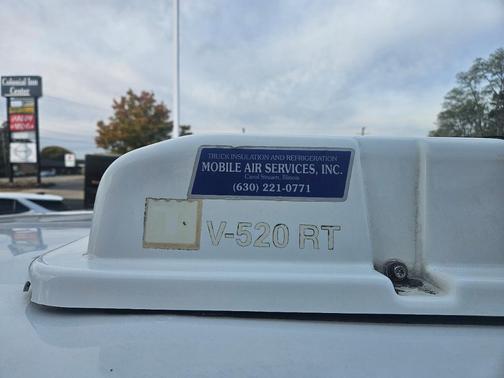 Colonial Inn
Center
TRUCK INSULATION AND REFRIGERATION
MOBILE AIR SERVICES, INC.
Carol Stream, Illinois
(630) 221-0771
V-520 RT